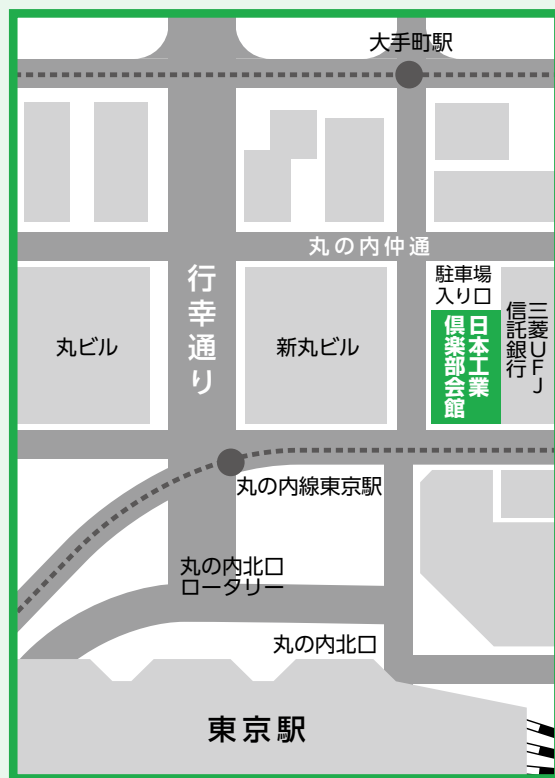 大手町駅
丸の内仲通
行幸通り
駐車場
入り口
丸ビル
新丸ビル
日本工業
倶楽部会館
三菱UFJ
信託銀行
丸の内線東京駅
丸の内北口
ロータリー
丸の内北口
東京駅